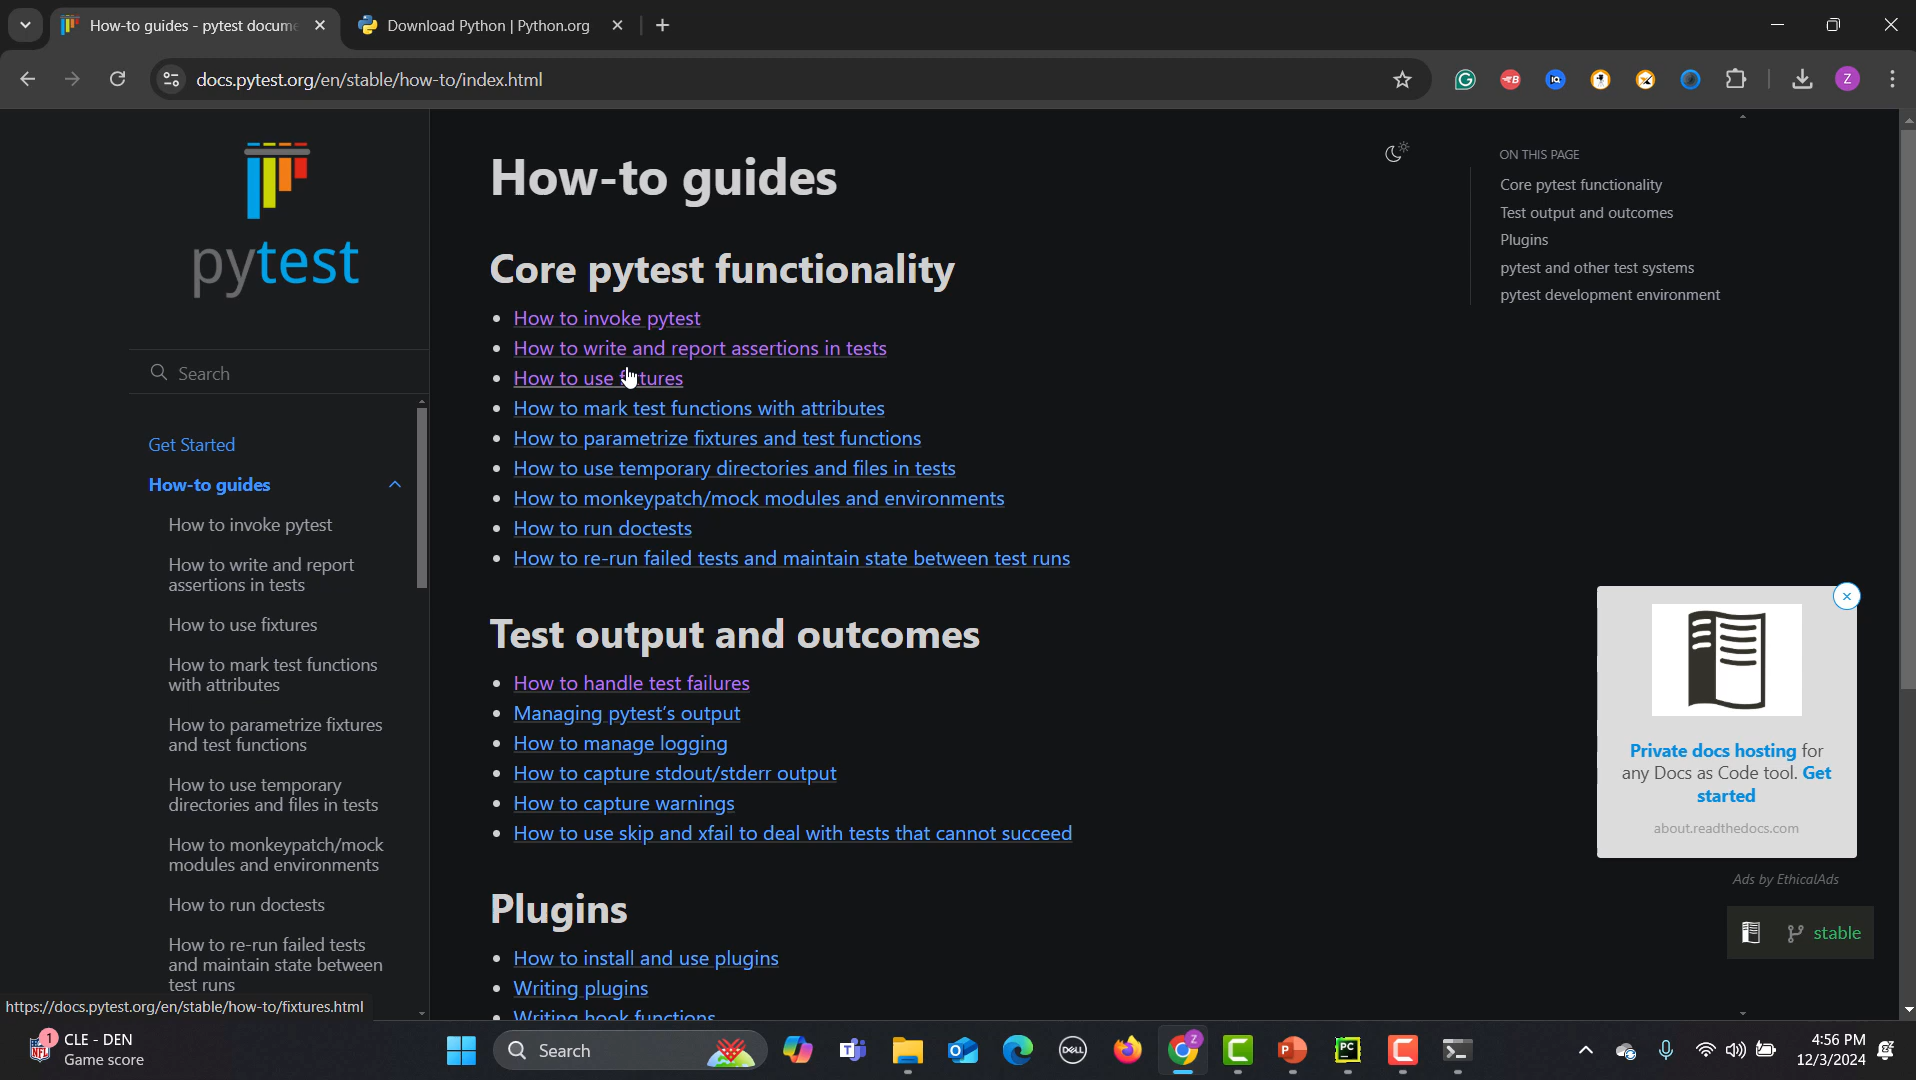 How-to guides - pytest docume
Download Python | Python.org
docs.pytest.org/en/stable/how-to/index.html
Z
pytest
Search
Get Started
How-to guides
How to invoke pytest
How to write and report
assertions in tests
How to use fixtures
How to mark test functions
with attributes
How to parametrize fixtures
and test functions
How to use temporary
directories and files in tests
How to monkeypatch/mock
modules and environments
How to run doctests
How to re-run failed tests
and maintain state between
test runs
https://docs.pytest.org/en/stable/how-to/fixtures.html
How-to guides
Core pytest functionality
How to invoke pytest
How to write and report assertions in tests
How to use tures
How to mark test functions with attributes
How to parametrize fixtures and test functions
How to use temporary directories and files in tests
How to monkeypatch/mock modules and environments
How to run doctests
How to re-run failed tests and maintain state between test runs
Test output and outcomes
How to handle test failures
Managing pytest's output
How to manage logging
How to capture stdout/stderr output
How to capture warnings
How to use skip and xfail to deal with tests that cannot succeed
Plugins
How to install and use plugins
Writing plugins
Writing hook functions
ON THIS PAGE
Core pytest functionality
Test output and outcomes
Plugins
pytest and other test systems
pytest development environment
Private docs hosting for
any Docs as Code tool. Get
started
about.readthedocs.com
Ads by EthicalAds
stable
1
CLE - DEN
Game score
Search
DELL
Z
PC
4:56 PM
12/3/2024